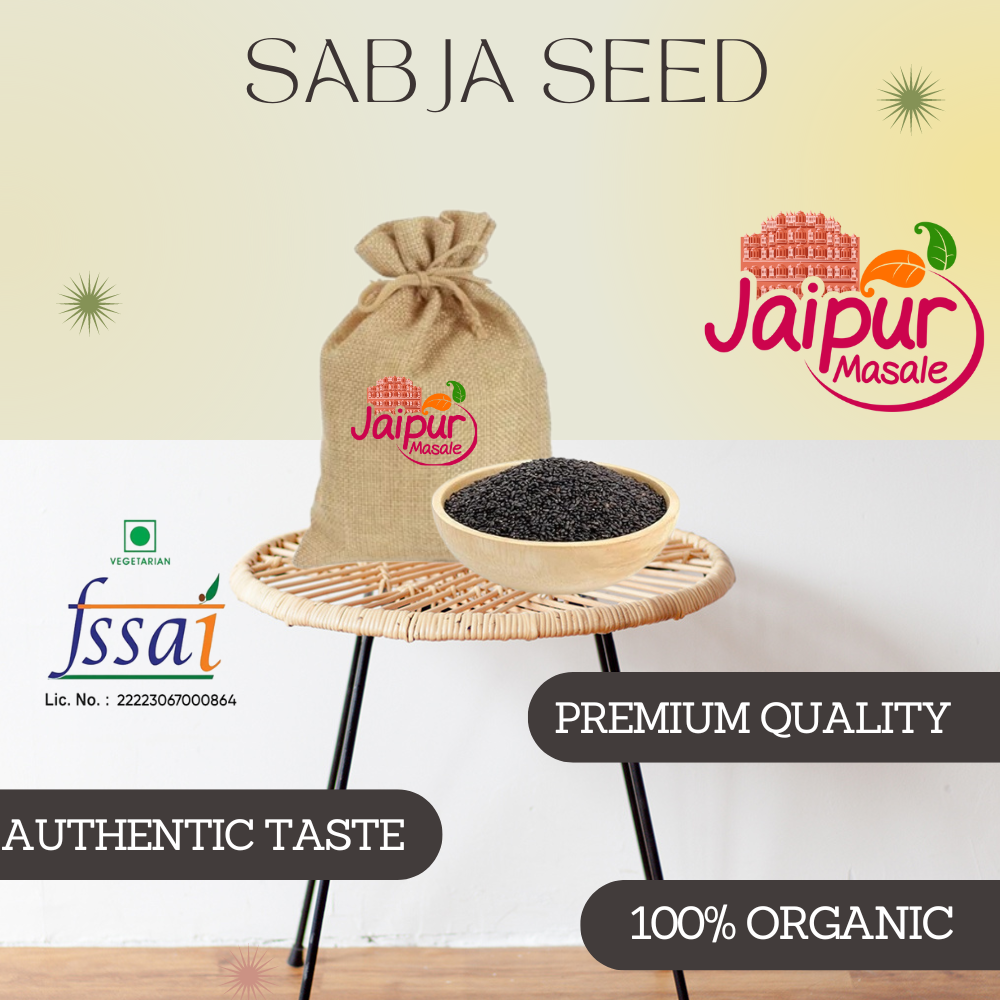 SABJA SEED
Jaipur
Masale
Jaipur
Masale
VEGETARIAN
fssai
Lic. No. : 22223067000864
PREMIUM QUALITY
AUTHENTIC TASTE
100% ORGANIC